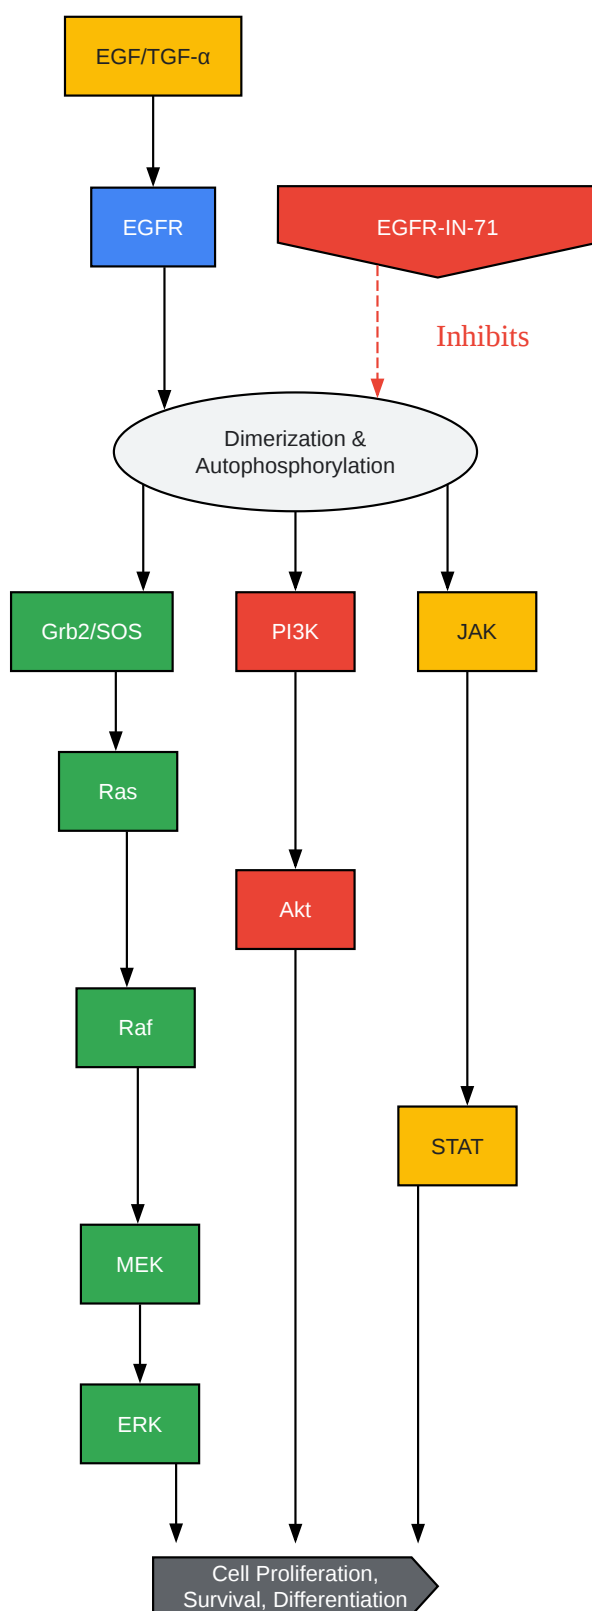 EGF/TGF-α
EGFR
EGFR-IN-71
Inhibits
Dimerization &
Autophosphorylation
Grb2/SOS
PI3K
JAK
Ras
Akt
Raf
STAT
MEK
ERK
Cell Proliferation,
Survival, Differentiation